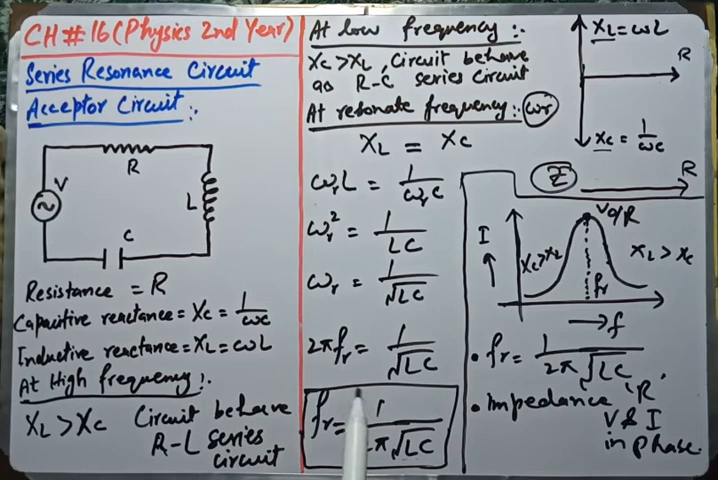 CH # 16 (Physics 2nd Year)
Series Resonance Circuit
Acceptor Circuit :.
V
R
L
C
Resistance = R
Capacitive reactance = Xc = 1/ωc
Inductive reactance = XL = ωL
At High frequency :.
XL > Xc Circuit behave
R-L series
circuit
At low frequency :.
Xc > XL, Circuit behave
as R-C series Circuit
At resonate frequency :. ωr
XL = Xc
ωrL = 1/ωrc
ωr² = 1/LC
ωr = 1/√LC
2πfr = 1/√LC
fr = 1/2π√LC
XL = ωL
R
Xc = 1/ωc
Z
R
I
Vo/R
Xc > XL
XL > Xc
fr
→ f
• fr = 1/2π√LC,
• Impedance 'R'
V & I
in phase.